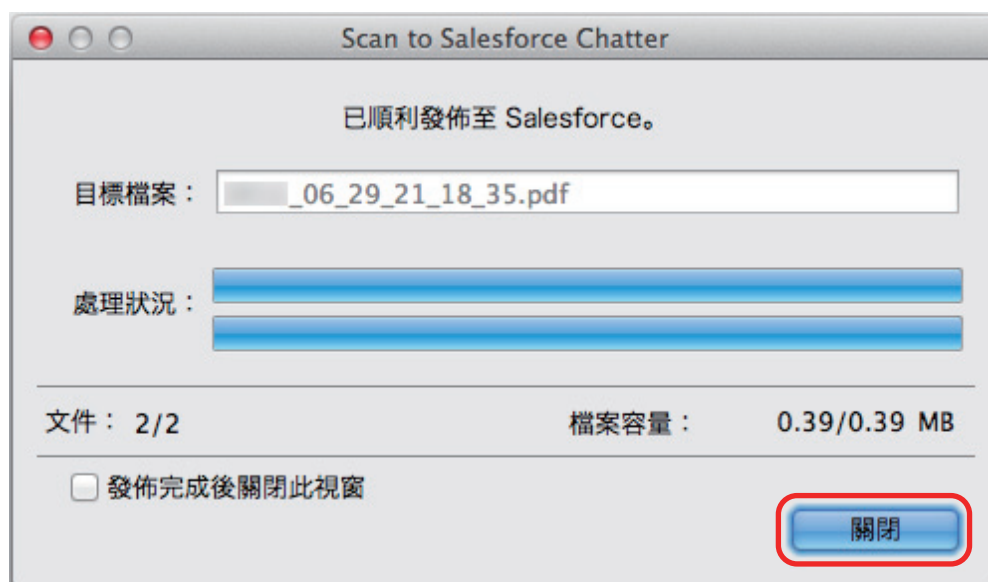 Scan to Salesforce Chatter
已順利發佈至 Salesforce。
目標檔案： _06_29_21_18_35.pdf
處理狀況：
文件： 2/2 檔案容量： 0.39/0.39 MB
發佈完成後關閉此視窗
關閉